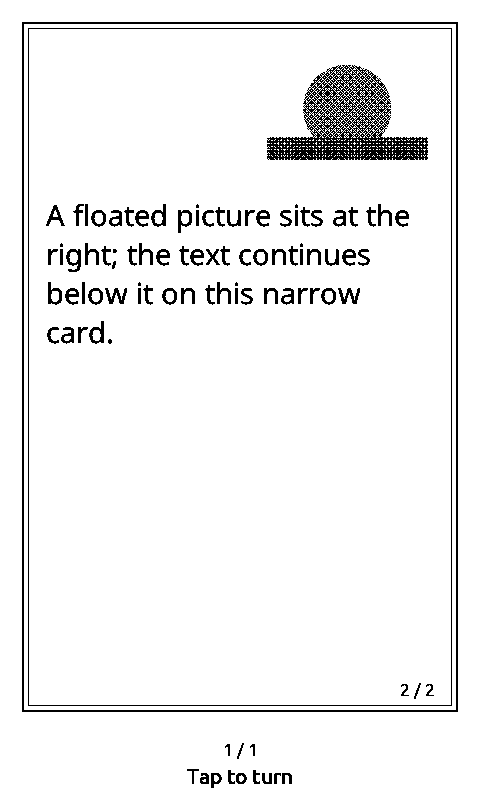 A floated picture sits at the
right; the text continues
below it on this narrow
card.
2 / 2
1 / 1
Tap to turn